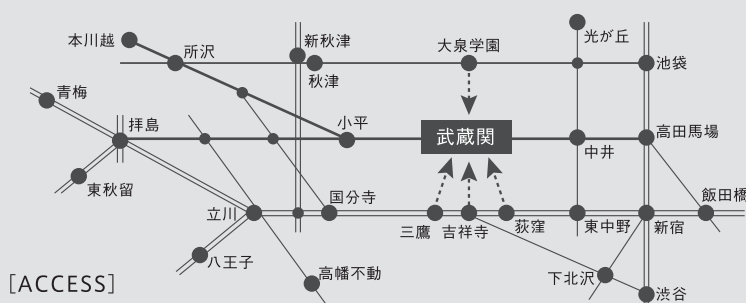 光が丘
本川越
所沢
新秋津
大泉学園
池袋
秋津
青梅
拝島
小平
武蔵関
高田馬場
中井
東秋留
国分寺
飯田橋
立川
三鷹
吉祥寺
荻窪
東中野
新宿
八王子
高幡不動
下北沢
渋谷
[ACCESS]